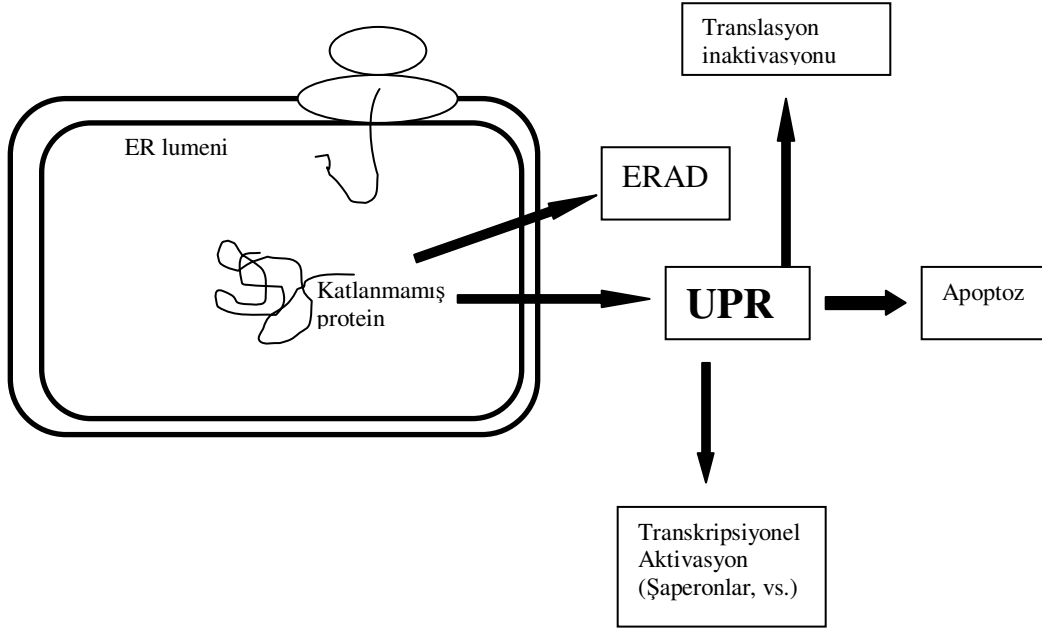 Translasyon
inaktivasyonu
ER lumeni
ERAD
Katlanmamış
protein
UPR
Apoptoz
Transkripsiyonel
Aktivasyon
(Şaperonlar, vs.)